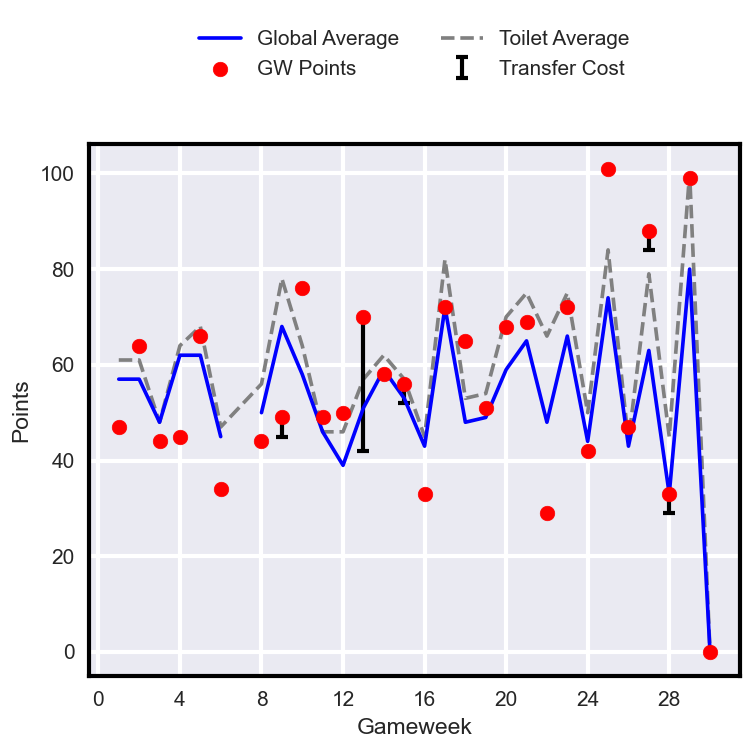 Global Average
Toilet Average
GW Points
Transfer Cost
100
80
60
40
20
0
Points
0 4 8 12 16 20 24 28
Gameweek